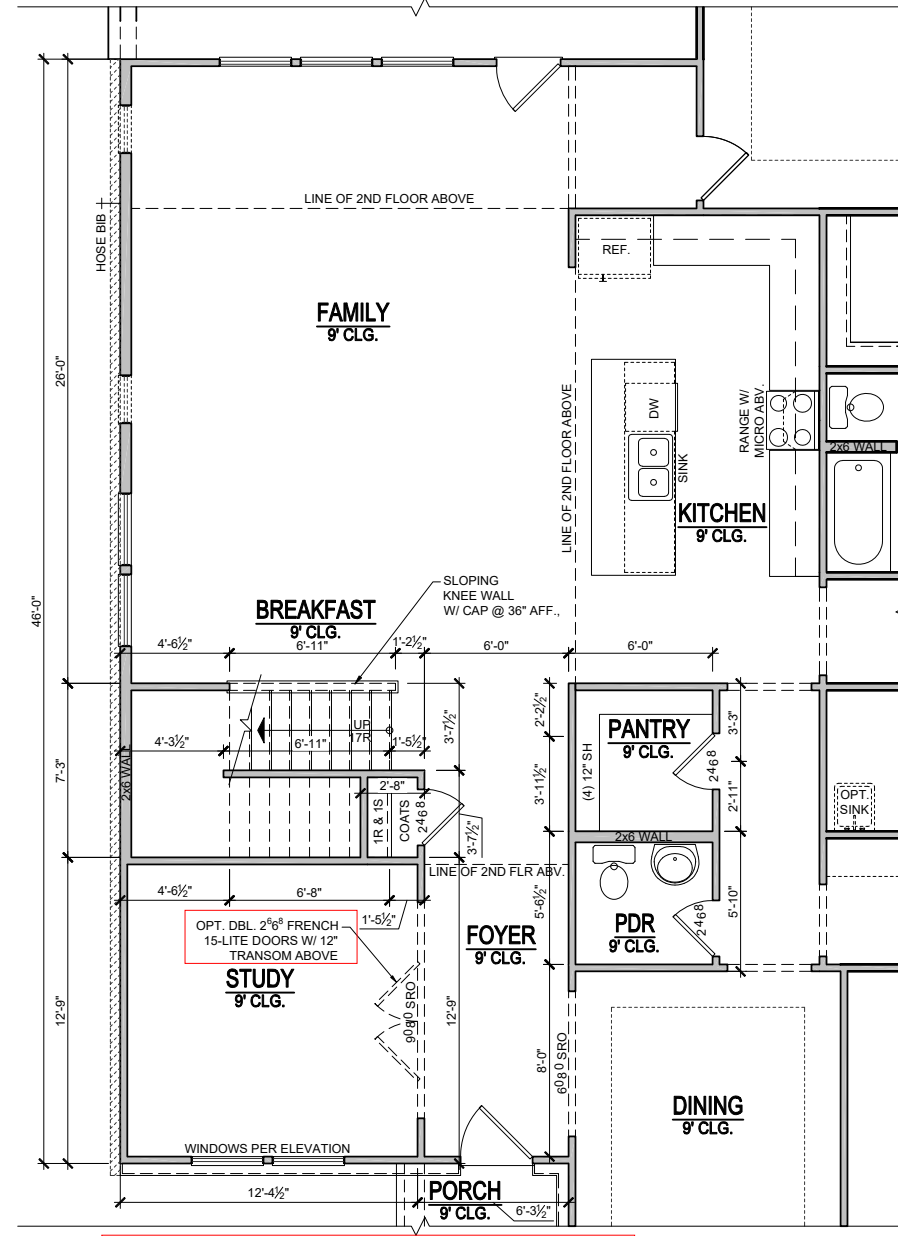 LINE OF 2ND FLOOR ABOVE
HOSE BIB
REF.
FAMILY
9' CLG.
26'-0"
LINE OF 2ND FLOOR ABOVE
DW
SINK
RANGE W/
MICRO ABV.
2x6 WALL
KITCHEN
9' CLG.
46'-0"
SLOPING
KNEE WALL
W/ CAP @ 36" AFF.,
BREAKFAST
9' CLG.
4'-6½"
6'-11"
1'-2½"
6'-0"
6'-0"
7'-3"
2x6 WALL
4'-3½"
UP
17R
6'-11"
1'-5½"
3'-7½"
2'-2½"
3'-11½"
PANTRY
9' CLG.
(4) 12" SH
2468
3'-3"
2'-11"
OPT.
SINK
2'-8"
1R & 1S
COATS
2468
3'-7½"
2x6 WALL
LINE OF 2ND FLR ABV.
4'-6½"
6'-8"
1'-5½"
5'-6½"
PDR
9' CLG.
2468
5'-10"
OPT. DBL. 2⁶6⁸ FRENCH
15-LITE DOORS W/ 12"
TRANSOM ABOVE
FOYER
9' CLG.
STUDY
9' CLG.
9⁰8⁰ SRO
12'-9"
12'-9"
8'-0"
6⁰8⁰ SRO
DINING
9' CLG.
WINDOWS PER ELEVATION
12'-4½"
PORCH
9' CLG.
6'-3½"